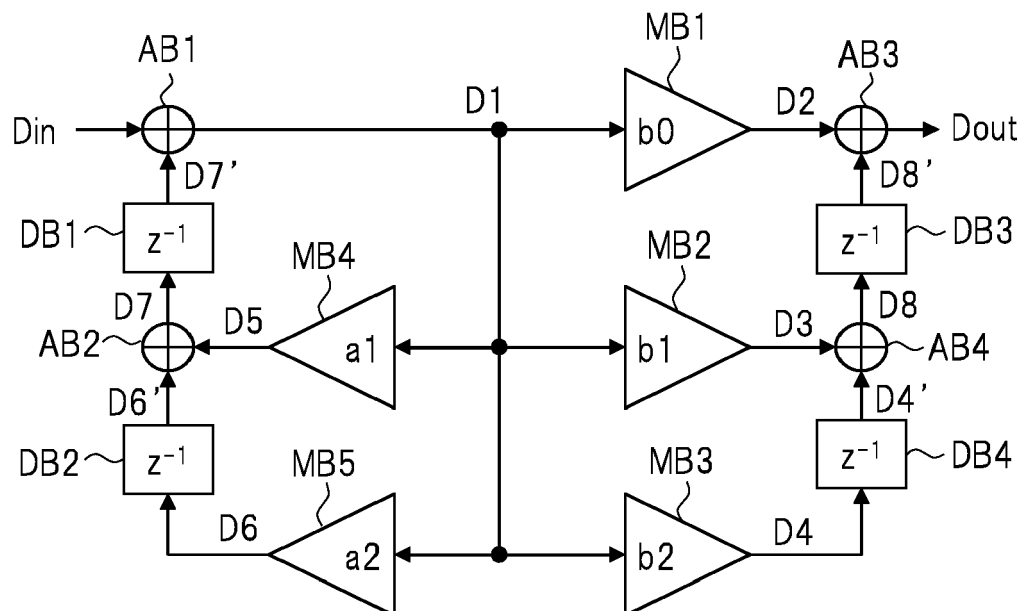 AB1 MB1 AB3
Din D1 b0 D2 Dout
D7' D8'
DB1 z⁻¹ z⁻¹ DB3
MB4 MB2
D7 D5 D3 D8
AB2 a1 b1 AB4
D6' D4'
DB2 z⁻¹ MB5 MB3 z⁻¹ DB4
D6 D4
a2 b2